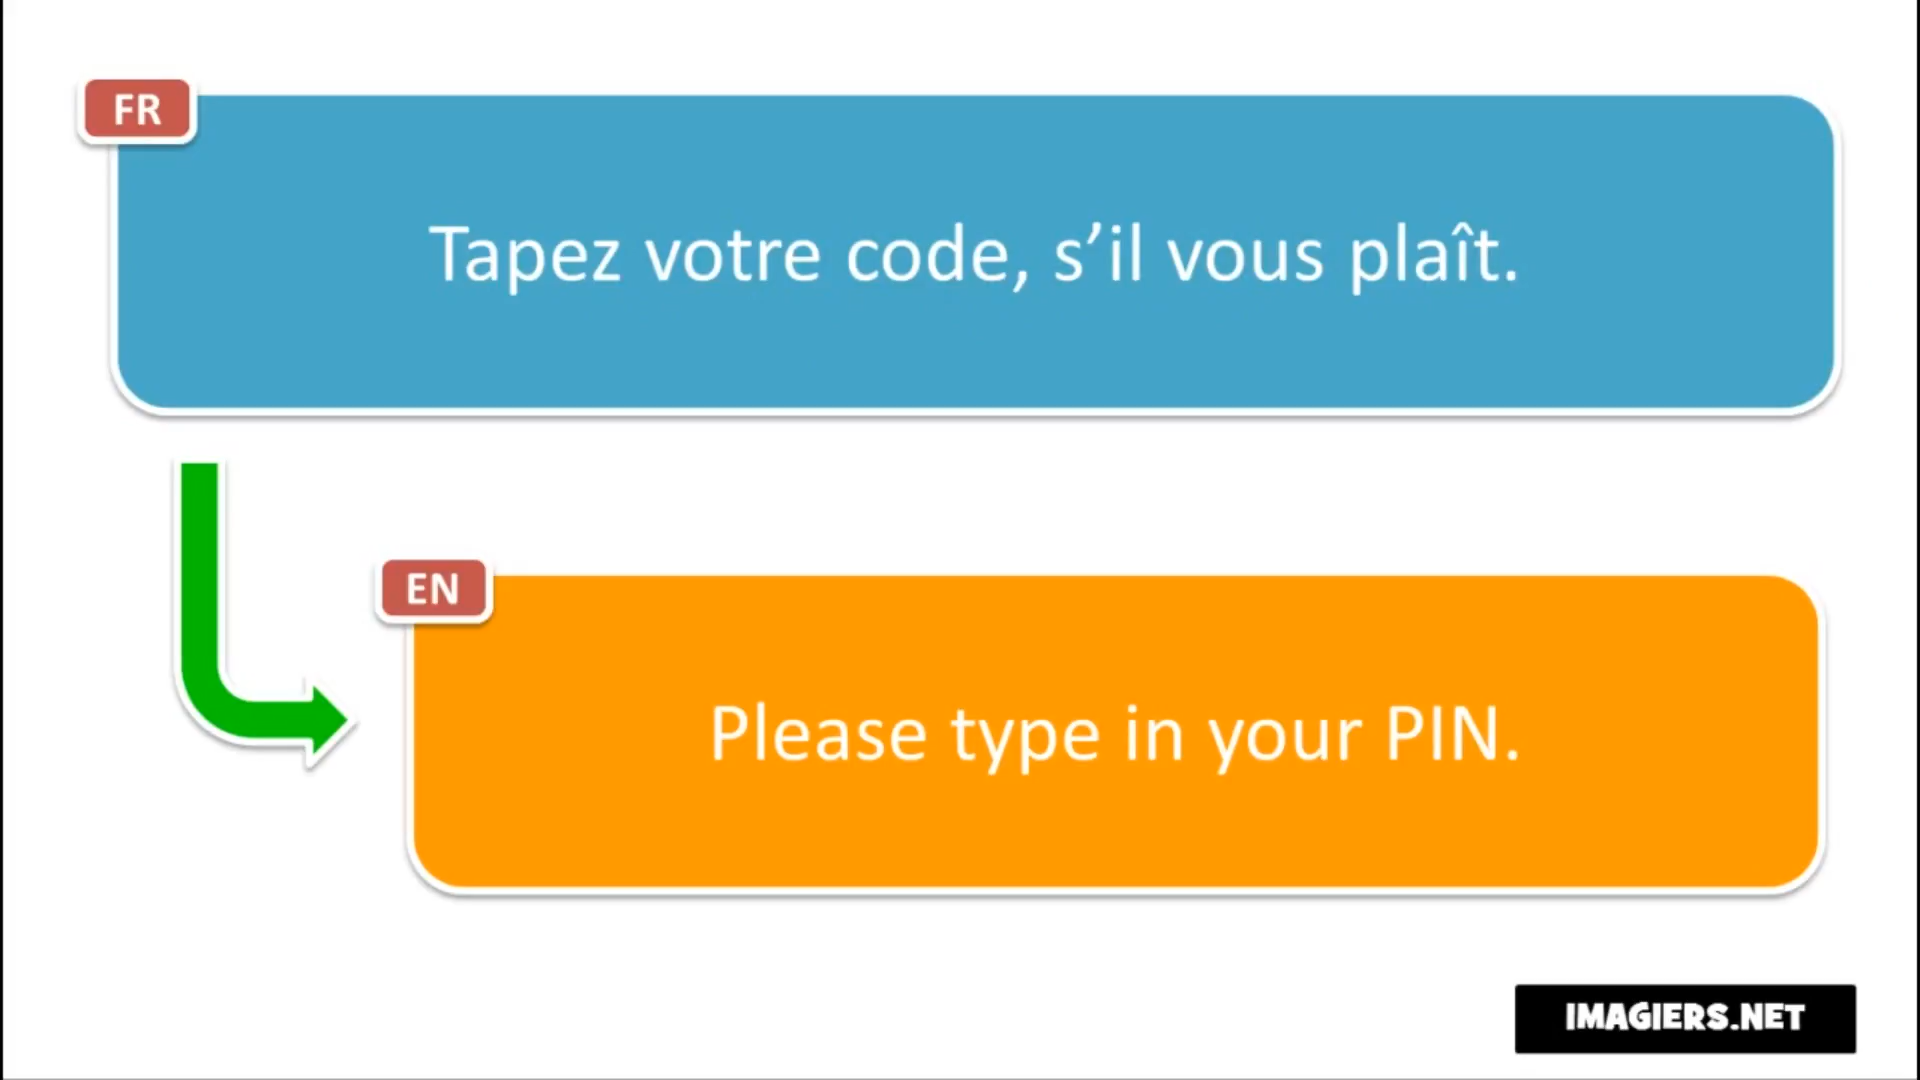 FR
Tapez votre code, s’il vous plaît.
EN
Please type in your PIN.
IMAGIERS.NET